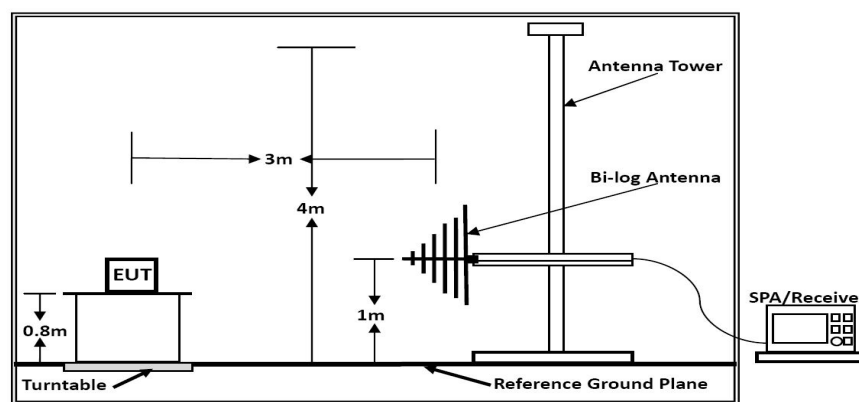 Antenna Tower
3m
Bi-log Antenna
4m
EUT
SPA/Receive
0.8m
1m
Turntable
Reference Ground Plane